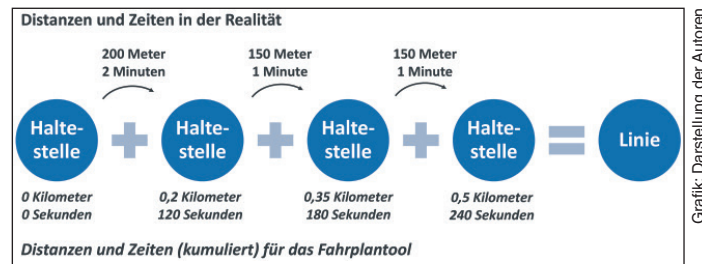 Distanzen und Zeiten in der Realität
200 Meter
2 Minuten
150 Meter
1 Minute
150 Meter
1 Minute
Halte-
stelle
+
Halte-
stelle
+
Halte-
stelle
+
Halte-
stelle
=
Linie
0 Kilometer
0 Sekunden
0,2 Kilometer
120 Sekunden
0,35 Kilometer
180 Sekunden
0,5 Kilometer
240 Sekunden
Distanzen und Zeiten (kumuliert) für das Fahrplantool
Grafik: Darstellung der Autoren